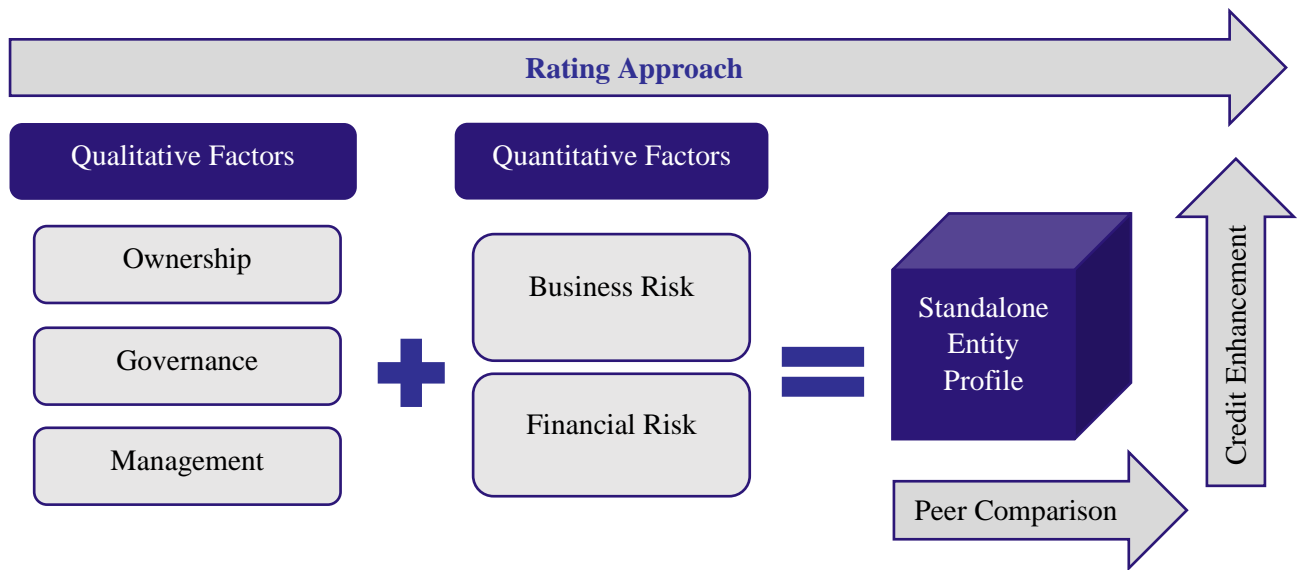 Rating Approach
Qualitative Factors
Quantitative Factors
Ownership
Governance
Management
Business Risk
Financial Risk
Standalone
Entity
Profile
Peer Comparison
Credit Enhancement